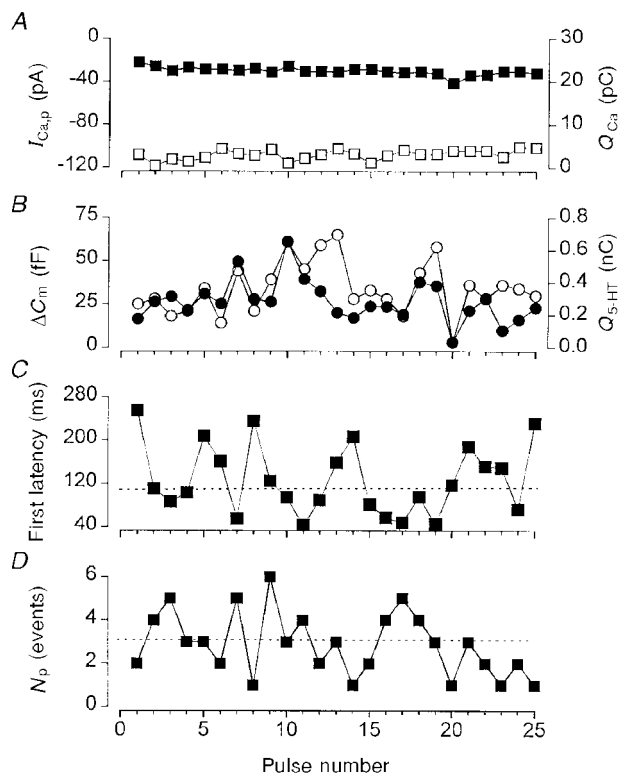 A
0
-40
-80
-120
I_Ca,p (pA)
30
20
10
0
Q_Ca (pC)
B
75
50
25
0
ΔC_m (fF)
0.8
0.6
0.4
0.2
0.0
Q_5-HT (nC)
C
280
200
120
40
First latency (ms)
D
6
4
2
0
N_p (events)
0 5 10 15 20 25
Pulse number